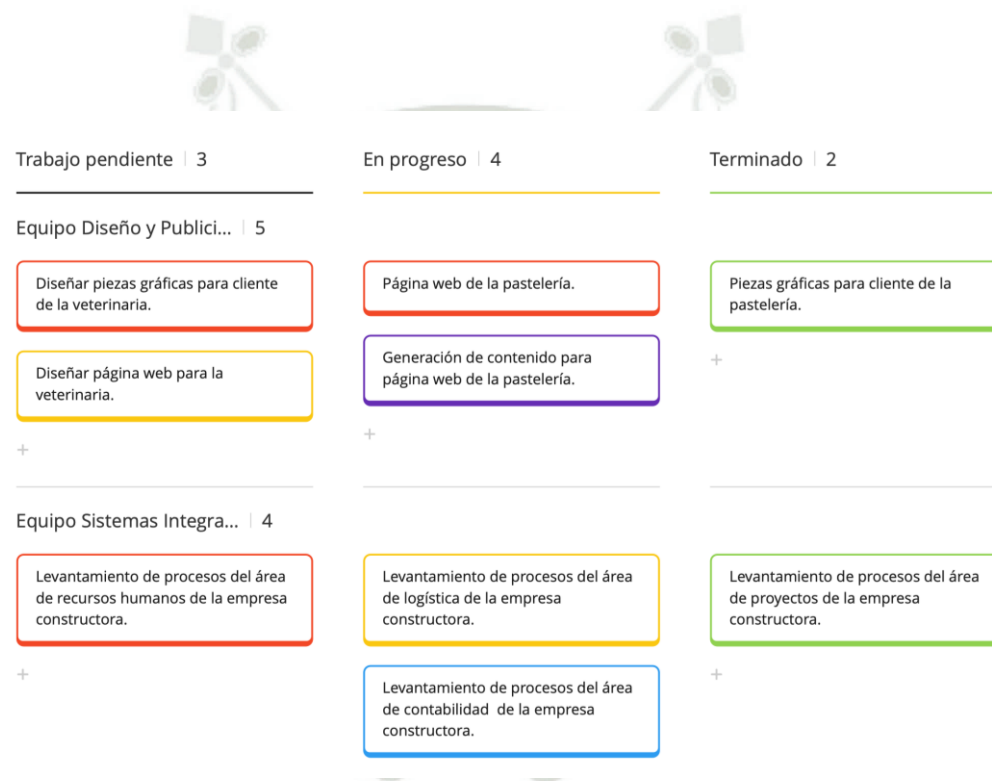 Trabajo pendiente | 3
En progreso | 4
Terminado | 2
Equipo Diseño y Publici... | 5
Diseñar piezas gráficas para cliente
de la veterinaria.
Diseñar página web para la
veterinaria.
+
Página web de la pastelería.
Generación de contenido para
página web de la pastelería.
+
Piezas gráficas para cliente de la
pastelería.
+
Equipo Sistemas Integra... | 4
Levantamiento de procesos del área
de recursos humanos de la empresa
constructora.
+
Levantamiento de procesos del área
de logística de la empresa
constructora.
Levantamiento de procesos del área
de contabilidad de la empresa
constructora.
Levantamiento de procesos del área
de proyectos de la empresa
constructora.
+